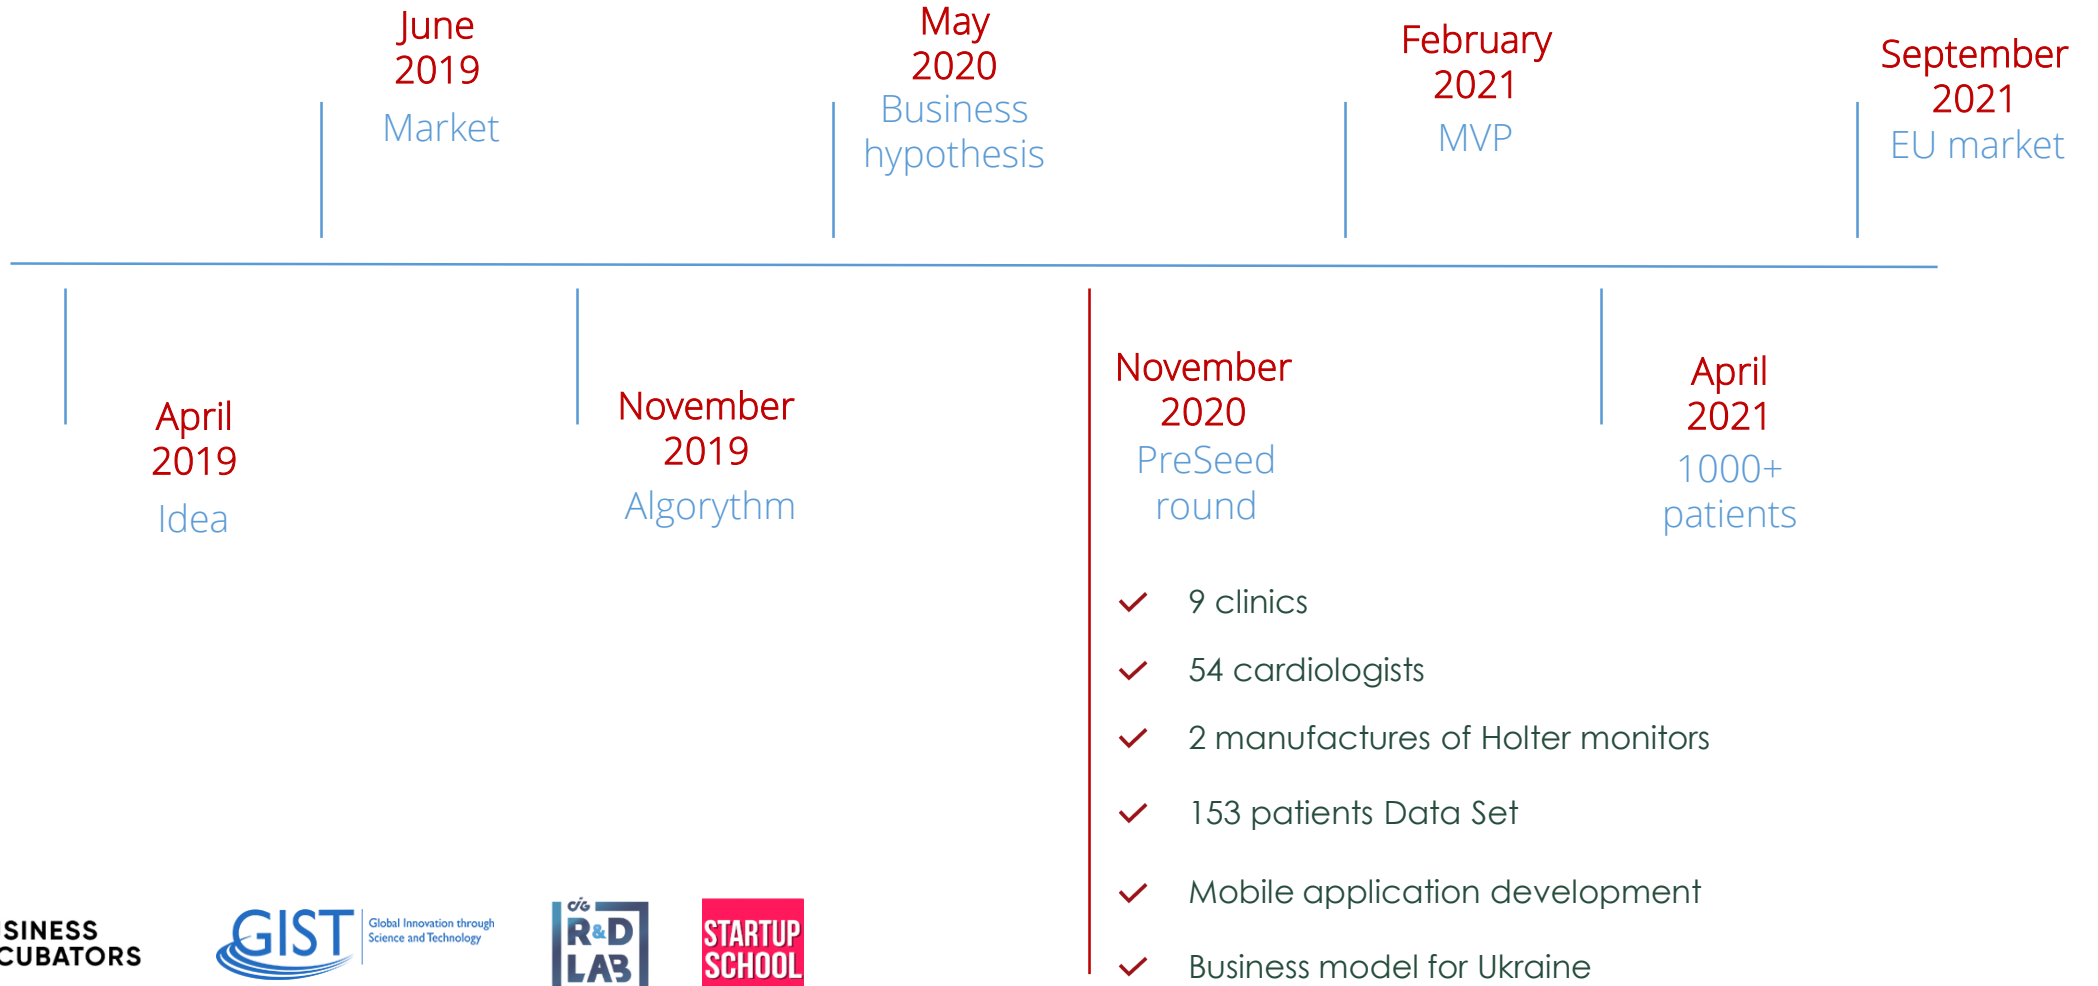 June
2019
Market
May
2020
Business
hypothesis
February
2021
MVP
September
2021
EU market
April
2019
Idea
November
2019
Algorythm
November
2020
PreSeed
round
April
2021
1000+
patients
9 clinics
54 cardiologists
2 manufactures of Holter monitors
153 patients Data Set
Mobile application development
Business model for Ukraine
SINESS
CUBATORS
GIST
Global Innovation through
Science and Technology
R&D
LAB
STARTUP
SCHOOL